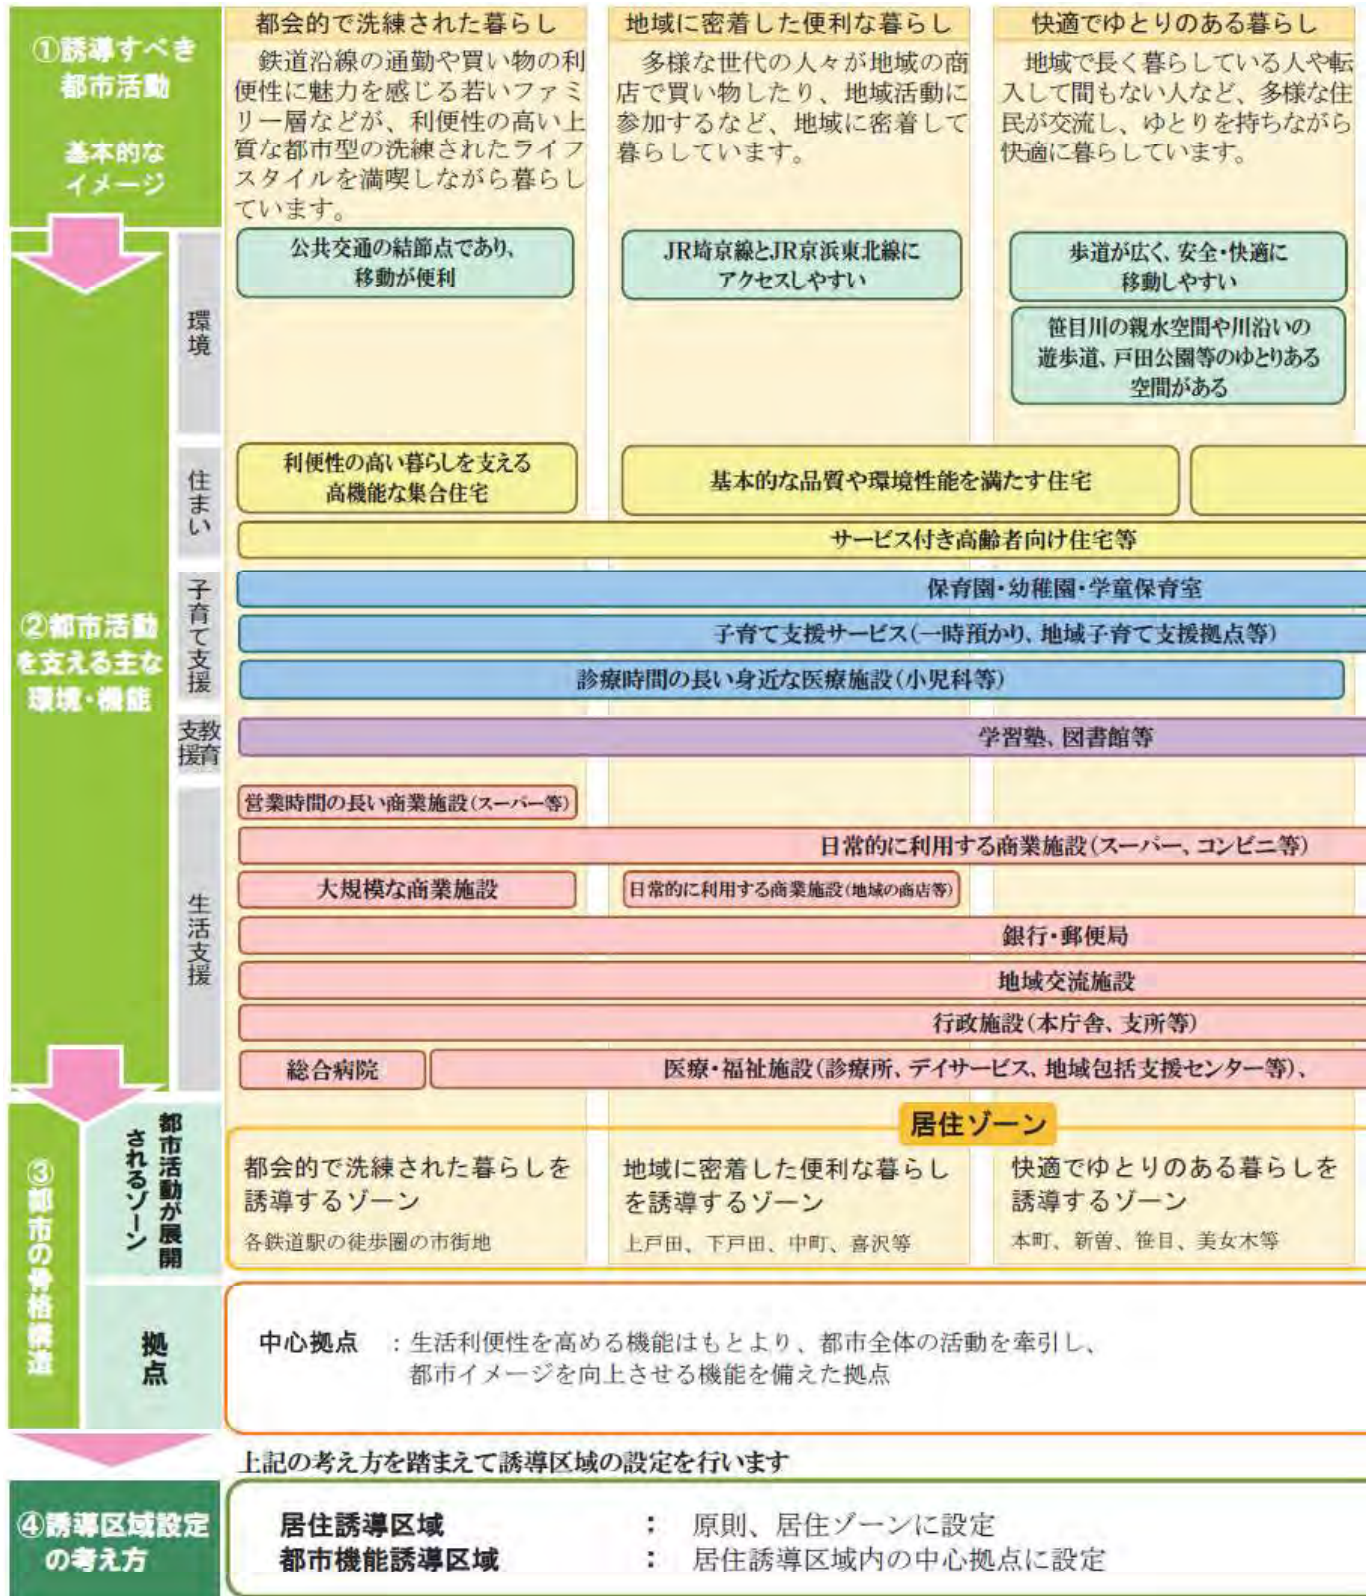 ①誘導すべき
都市活動
基本的な
イメージ
都会的で洗練された暮らし
鉄道沿線の通勤や買い物の利
便性に魅力を感じる若いファミ
リー層などが、利便性の高い上
質な都市型の洗練されたライフ
スタイルを満喫しながら暮らし
ています。
地域に密着した便利な暮らし
多様な世代の人々が地域の商
店で買い物したり、地域活動に
参加するなど、地域に密着して
暮らしています。
快適でゆとりのある暮らし
地域で長く暮らしている人や転
入して間もない人など、多様な住
民が交流し、ゆとりを持ちながら
快適に暮らしています。
②都市活動
を支える主な
環境・機能
環境
公共交通の結節点であり、
移動が便利
JR埼京線とJR京浜東北線に
アクセスしやすい
歩道が広く、安全・快適に
移動しやすい
笹目川の親水空間や川沿いの
遊歩道、戸田公園等のゆとりある
空間がある
住まい
利便性の高い暮らしを支える
高機能な集合住宅
基本的な品質や環境性能を満たす住宅
サービス付き高齢者向け住宅等
子育て支援
保育園・幼稚園・学童保育室
子育て支援サービス(一時預かり、地域子育て支援拠点等)
診療時間の長い身近な医療施設(小児科等)
教育
支援
学習塾、図書館等
生活支援
営業時間の長い商業施設(スーパー等)
日常的に利用する商業施設(スーパー、コンビニ等)
大規模な商業施設
日常的に利用する商業施設(地域の商店等)
銀行・郵便局
地域交流施設
行政施設(本庁舎、支所等)
総合病院
医療・福祉施設(診療所、デイサービス、地域包括支援センター等)、
③都市の骨格構造
都市活動が展開
されるゾーン
居住ゾーン
都会的で洗練された暮らしを
誘導するゾーン
各鉄道駅の徒歩圏の市街地
地域に密着した便利な暮らし
を誘導するゾーン
上戸田、下戸田、中町、喜沢等
快適でゆとりのある暮らしを
誘導するゾーン
本町、新曽、笹目、美女木等
拠点
中心拠点 :生活利便性を高める機能はもとより、都市全体の活動を牽引し、
都市イメージを向上させる機能を備えた拠点
上記の考え方を踏まえて誘導区域の設定を行います
④誘導区域設定
の考え方
居住誘導区域 : 原則、居住ゾーンに設定
都市機能誘導区域 : 居住誘導区域内の中心拠点に設定